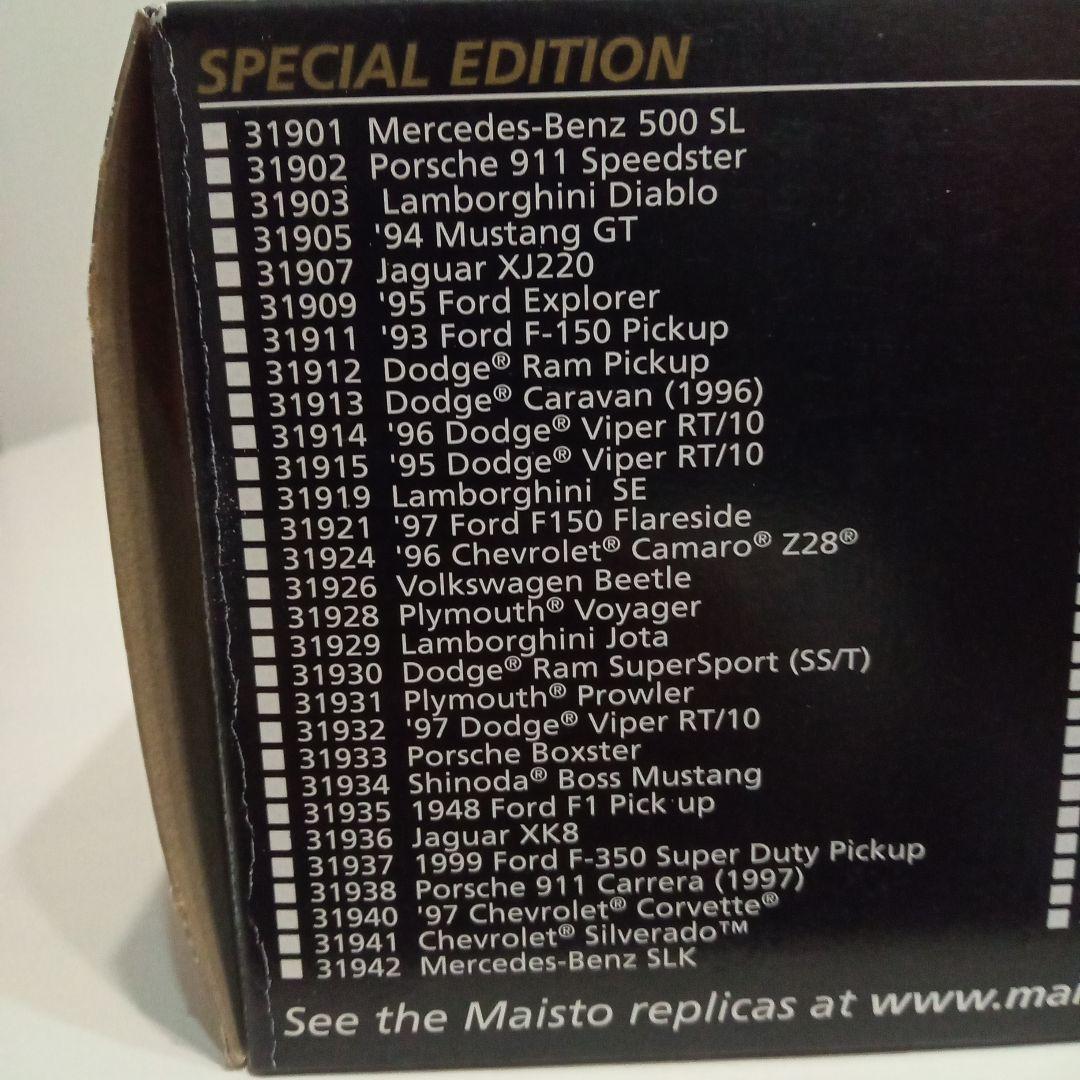 SPECIAL EDITION
31901 Mercedes-Benz 500 SL
31902 Porsche 911 Speedster
31903 Lamborghini Diablo
31905 '94 Mustang GT
31907 Jaguar XJ220
31909 '95 Ford Explorer
31911 '93 Ford F-150 Pickup
31912 Dodge® Ram Pickup
31913 Dodge® Caravan (1996)
31914 '96 Dodge® Viper RT/10
31915 '95 Dodge® Viper RT/10
31919 Lamborghini SE
31921 '97 Ford F150 Flareside
31924 '96 Chevrolet® Camaro® Z28®
31926 Volkswagen Beetle
31928 Plymouth® Voyager
31929 Lamborghini Jota
31930 Dodge® Ram SuperSport (SS/T)
31931 Plymouth® Prowler
31932 '97 Dodge® Viper RT/10
31933 Porsche Boxster
31934 Shinoda® Boss Mustang
31935 1948 Ford F1 Pick up
31936 Jaguar XK8
31937 1999 Ford F-350 Super Duty Pickup
31938 Porsche 911 Carrera (1997)
31940 '97 Chevrolet® Corvette®
31941 Chevrolet® Silverado™
31942 Mercedes-Benz SLK
See the Maisto replicas at www.mai